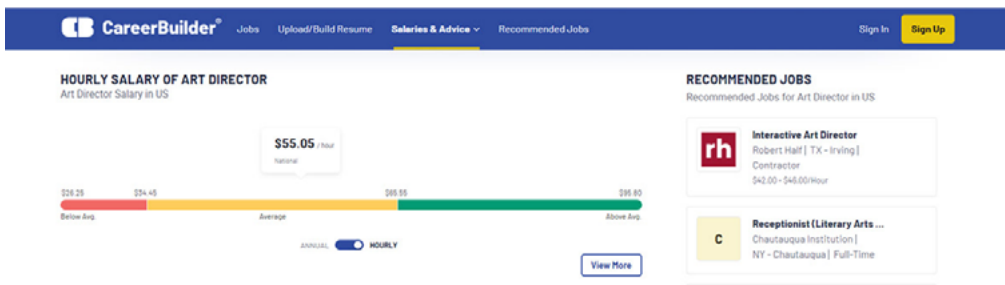 CareerBuilder®
Jobs
Upload/Build Resume
Salaries & Advice
Recommended Jobs
Sign In
Sign Up
HOURLY SALARY OF ART DIRECTOR
Art Director Salary in US
$55.05 / hour
National
$26.25
$34.45
$65.55
$95.80
Below Avg.
Average
Above Avg.
ANNUAL
HOURLY
View More
RECOMMENDED JOBS
Recommended Jobs for Art Director in US
rh
Interactive Art Director
Robert Half | TX - Irving |
Contractor
$42.00 - $46.00/Hour
C
Receptionist (Literary Arts ...
Chautauqua Institution |
NY - Chautauqua | Full-Time